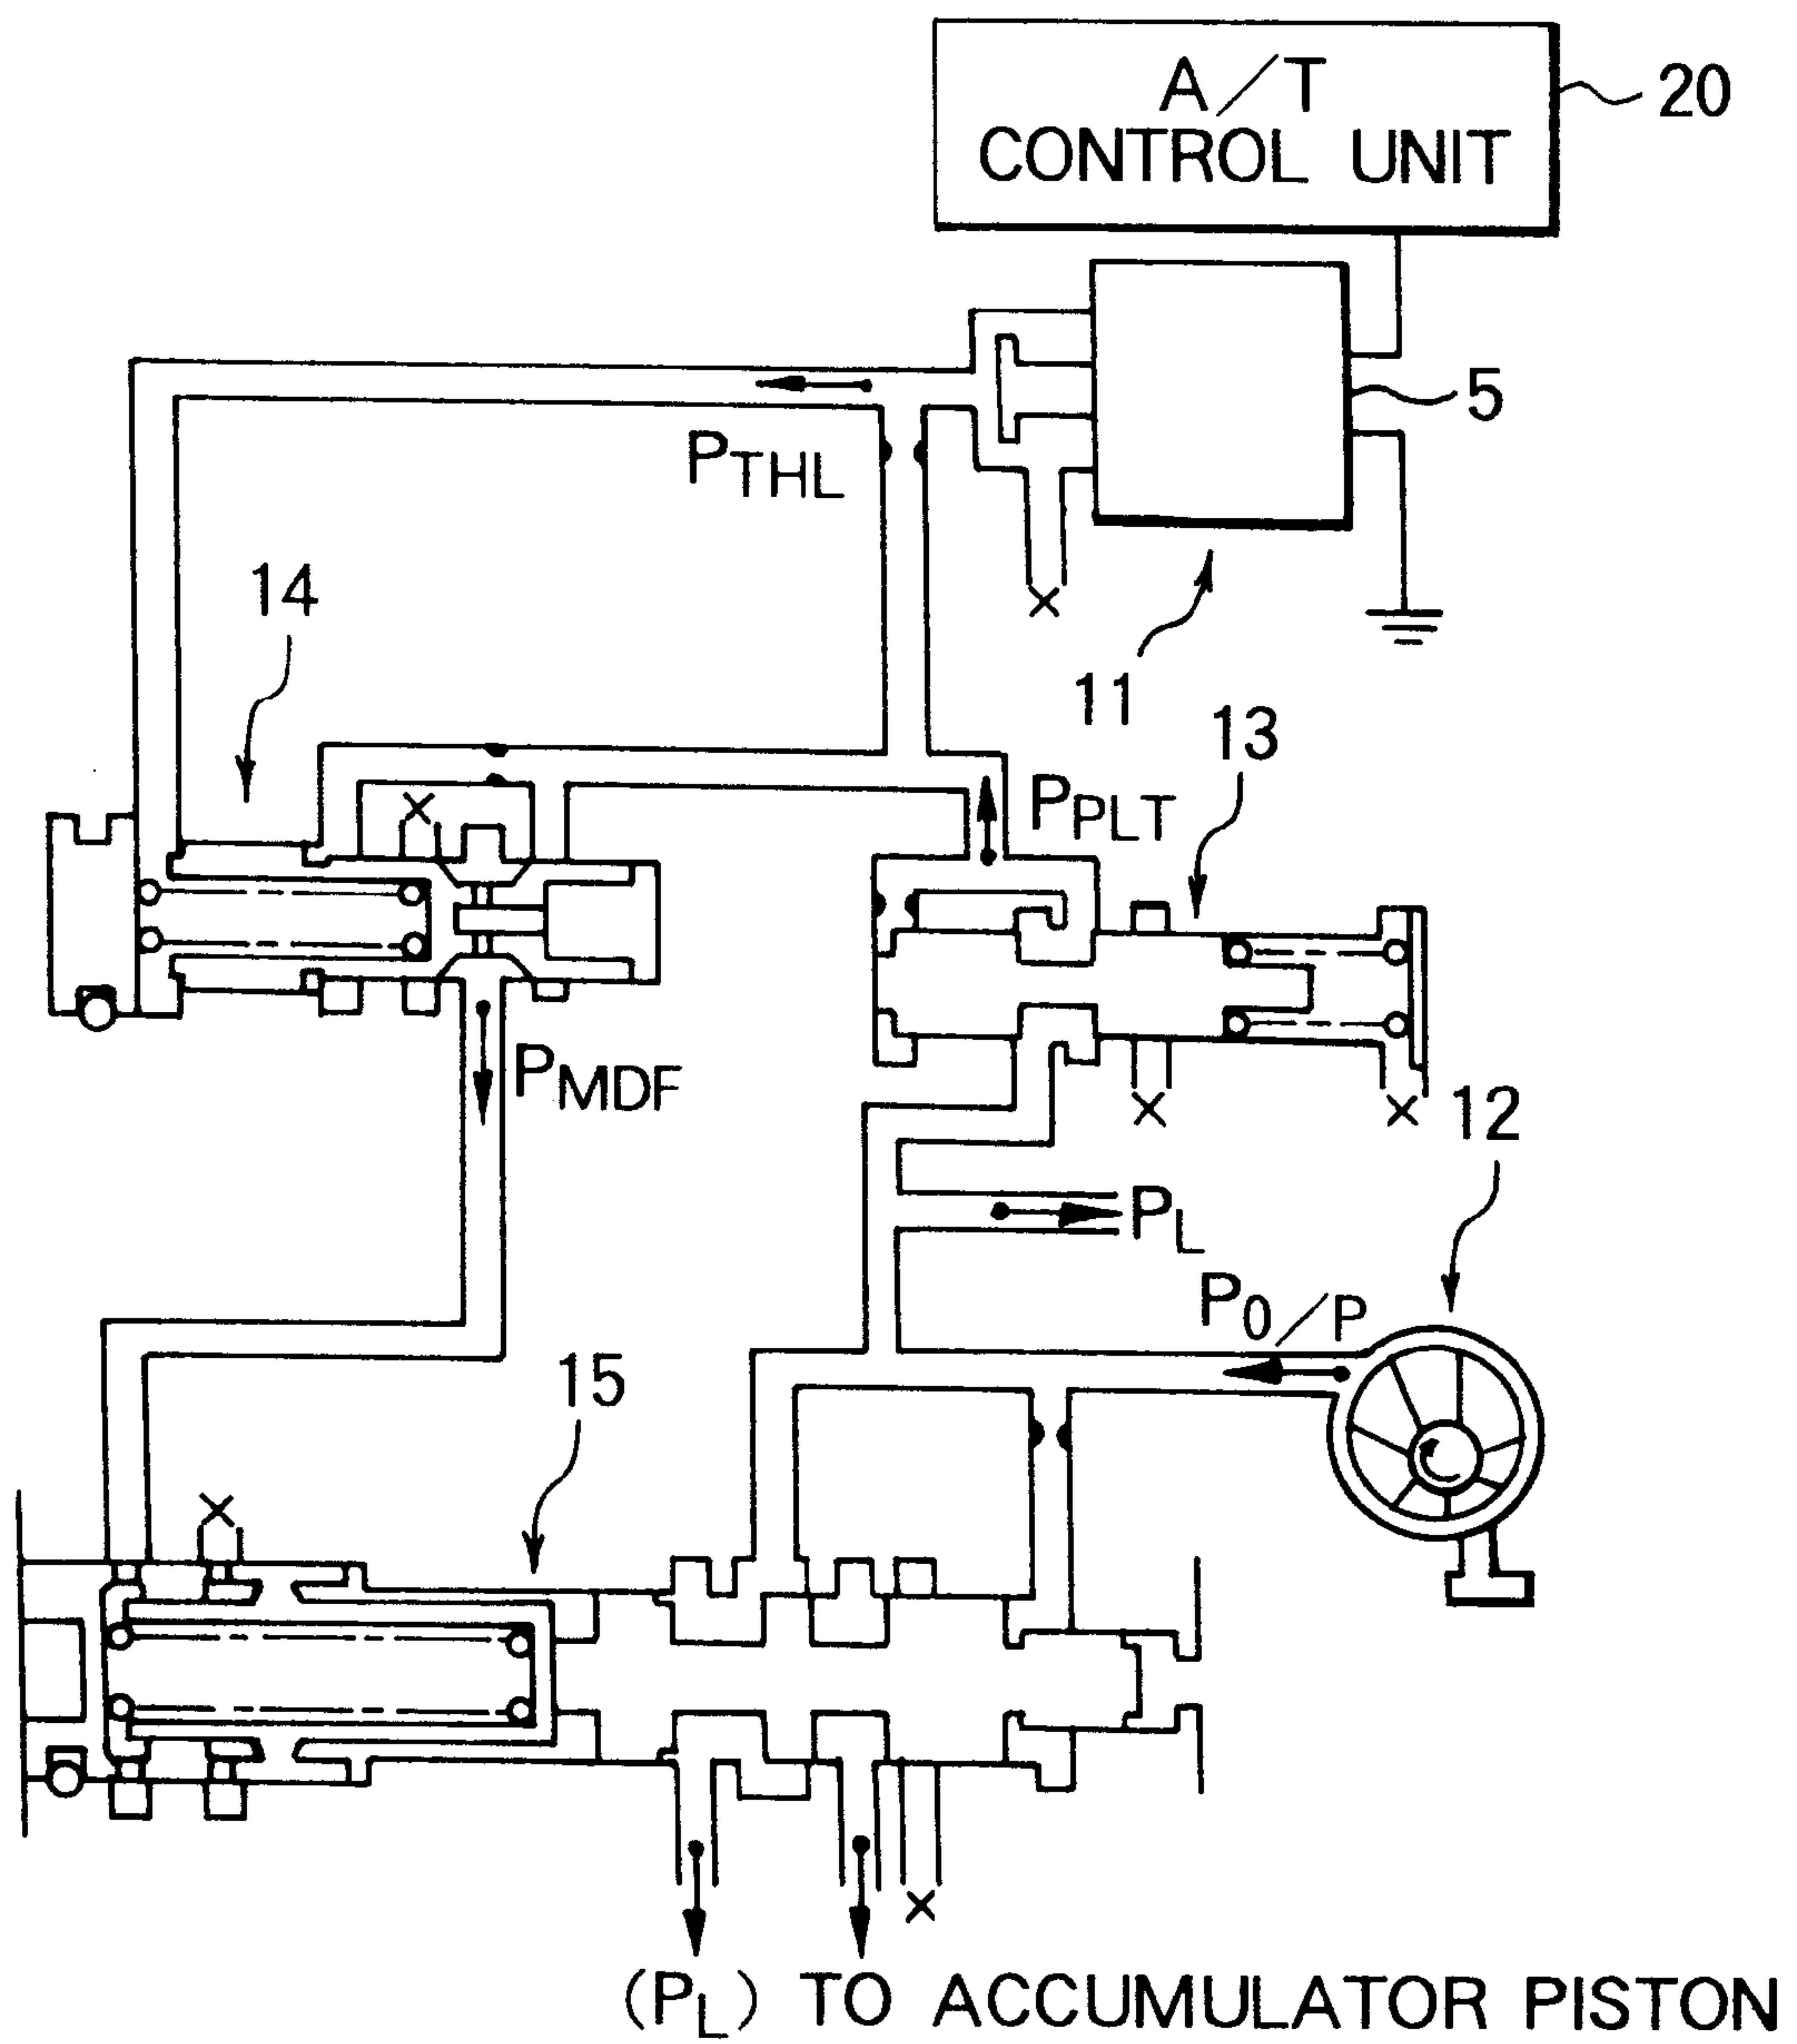 A/T
CONTROL UNIT
20
5
PTHL
14
11
13
PPLT
PMDF
12
PL
P0/P
15
(PL) TO ACCUMULATOR PISTON